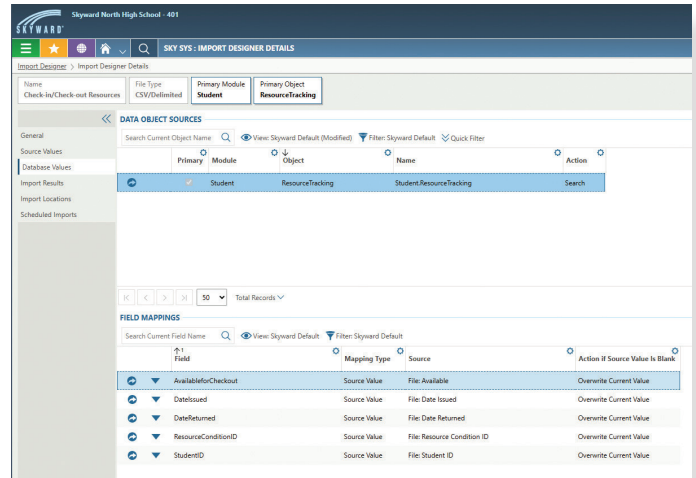 Skyward North High School - 401
SKYWARD
SKY SYS : IMPORT DESIGNER DETAILS
Import Designer > Import Designer Details
Name
Check-in/Check-out Resources
File Type
CSV/Delimited
Primary Module
Student
Primary Object
ResourceTracking
General
Source Values
Database Values
Import Results
Import Locations
Scheduled Imports
DATA OBJECT SOURCES
Search Current Object Name View: Skyward Default (Modified) Filter: Skyward Default Quick Filter
Primary Module Object Name Action
Student ResourceTracking Student.ResourceTracking Search
50 Total Records
FIELD MAPPINGS
Search Current Field Name View: Skyward Default Filter: Skyward Default
1
Field Mapping Type Source Action if Source Value Is Blank
AvailableforCheckout Source Value File: Available Overwrite Current Value
DateIssued Source Value File: Date Issued Overwrite Current Value
DateReturned Source Value File: Date Returned Overwrite Current Value
ResourceConditionID Source Value File: Resource Condition ID Overwrite Current Value
StudentID Source Value File: Student ID Overwrite Current Value